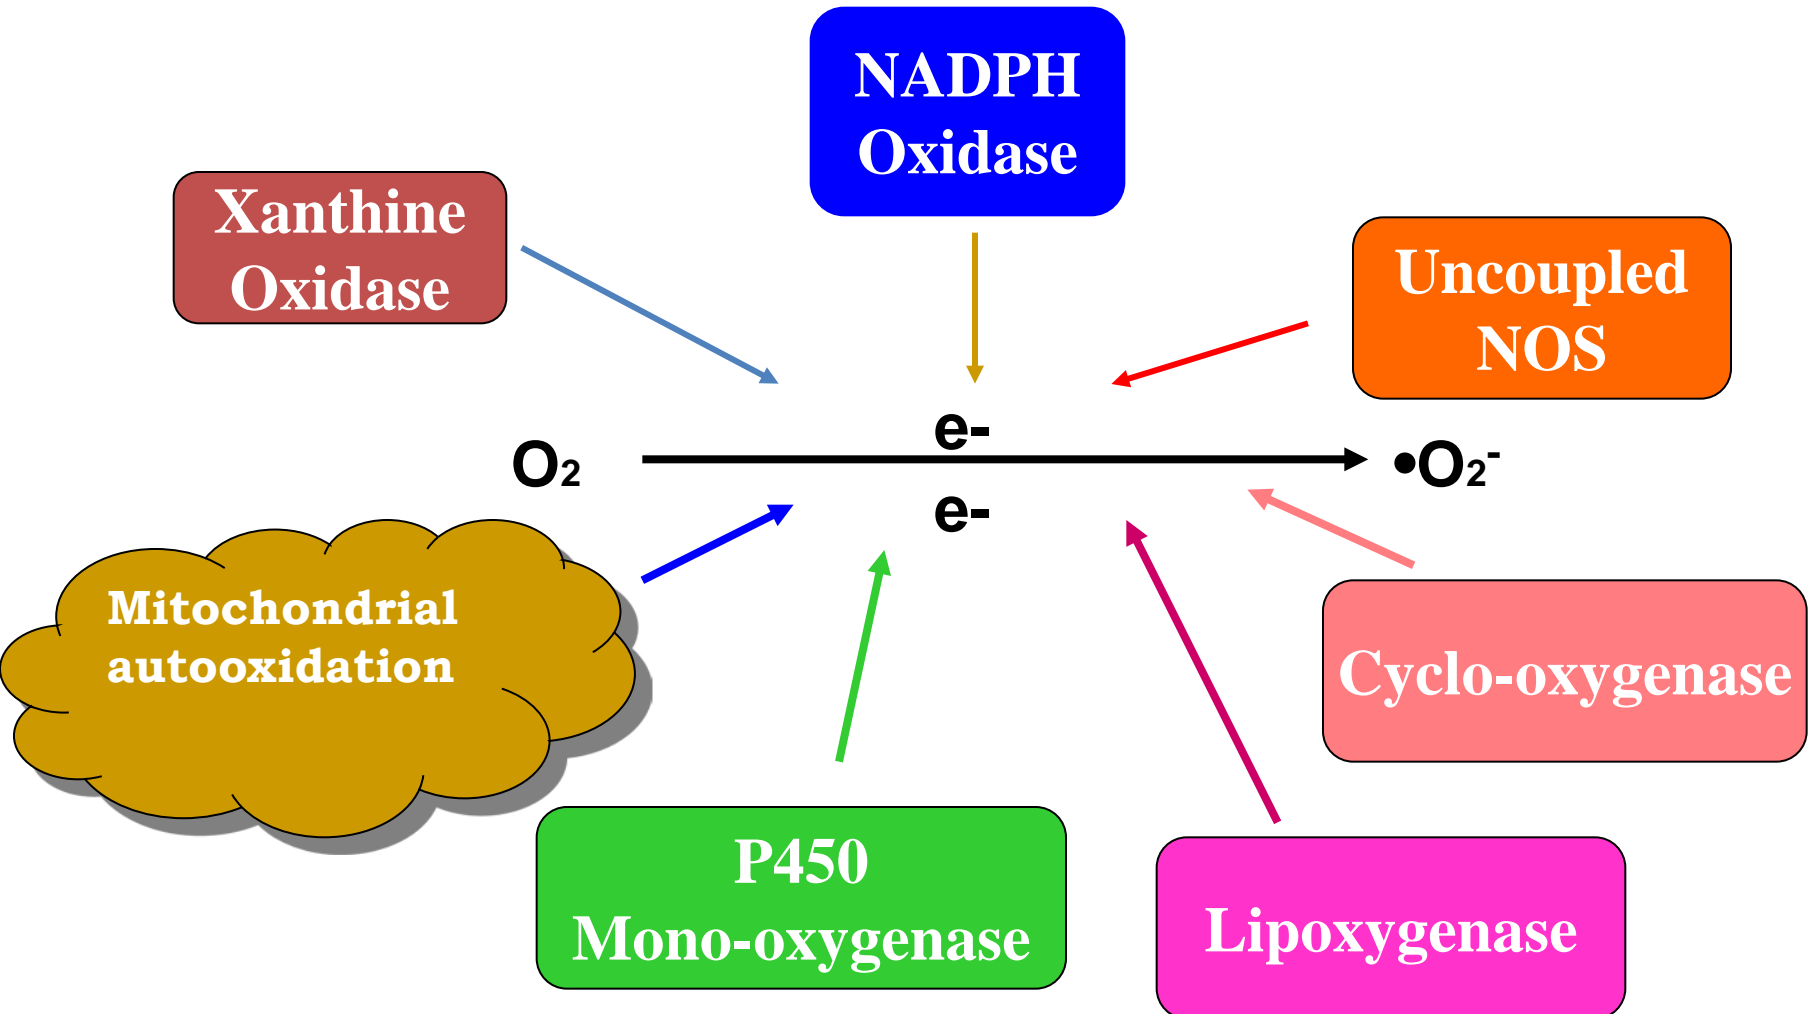 NADPH
Oxidase
Xanthine
Oxidase
Uncoupled
NOS
e-
O₂
•O₂⁻
e-
Mitochondrial
autooxidation
Cyclo-oxygenase
P450
Mono-oxygenase
Lipoxygenase